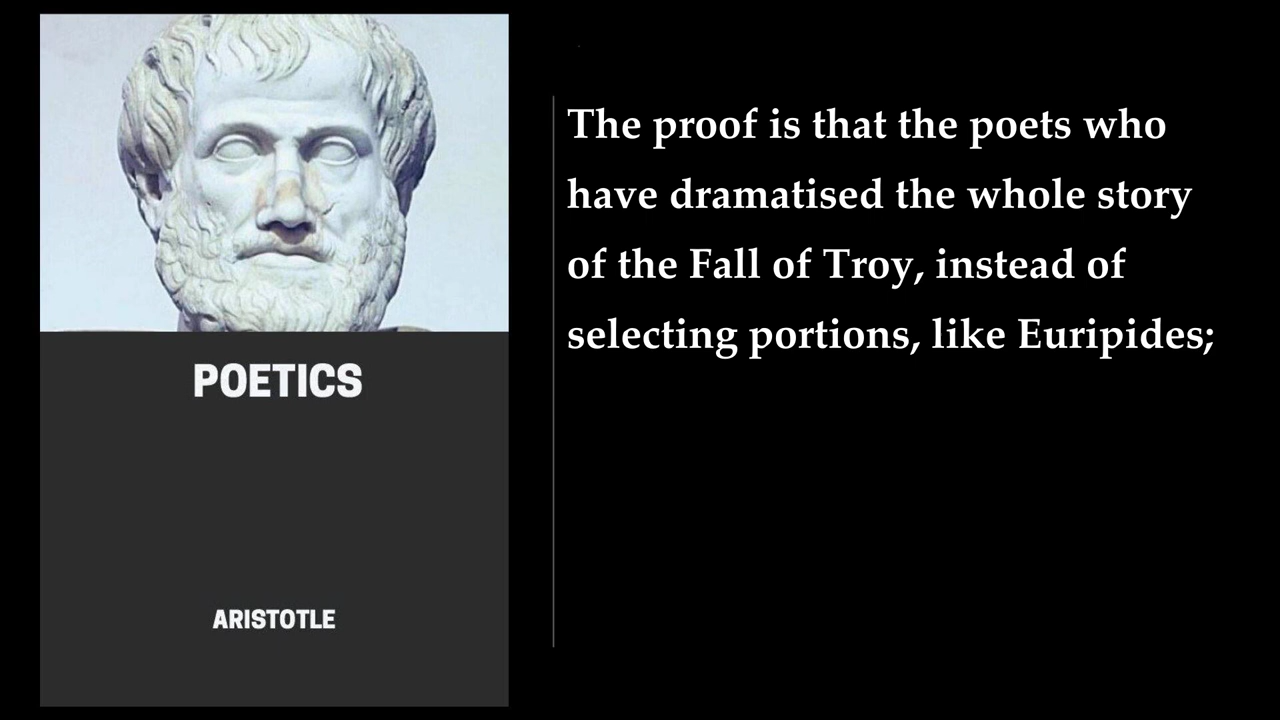 POETICS
ARISTOTLE
The proof is that the poets who
have dramatised the whole story
of the Fall of Troy, instead of
selecting portions, like Euripides;